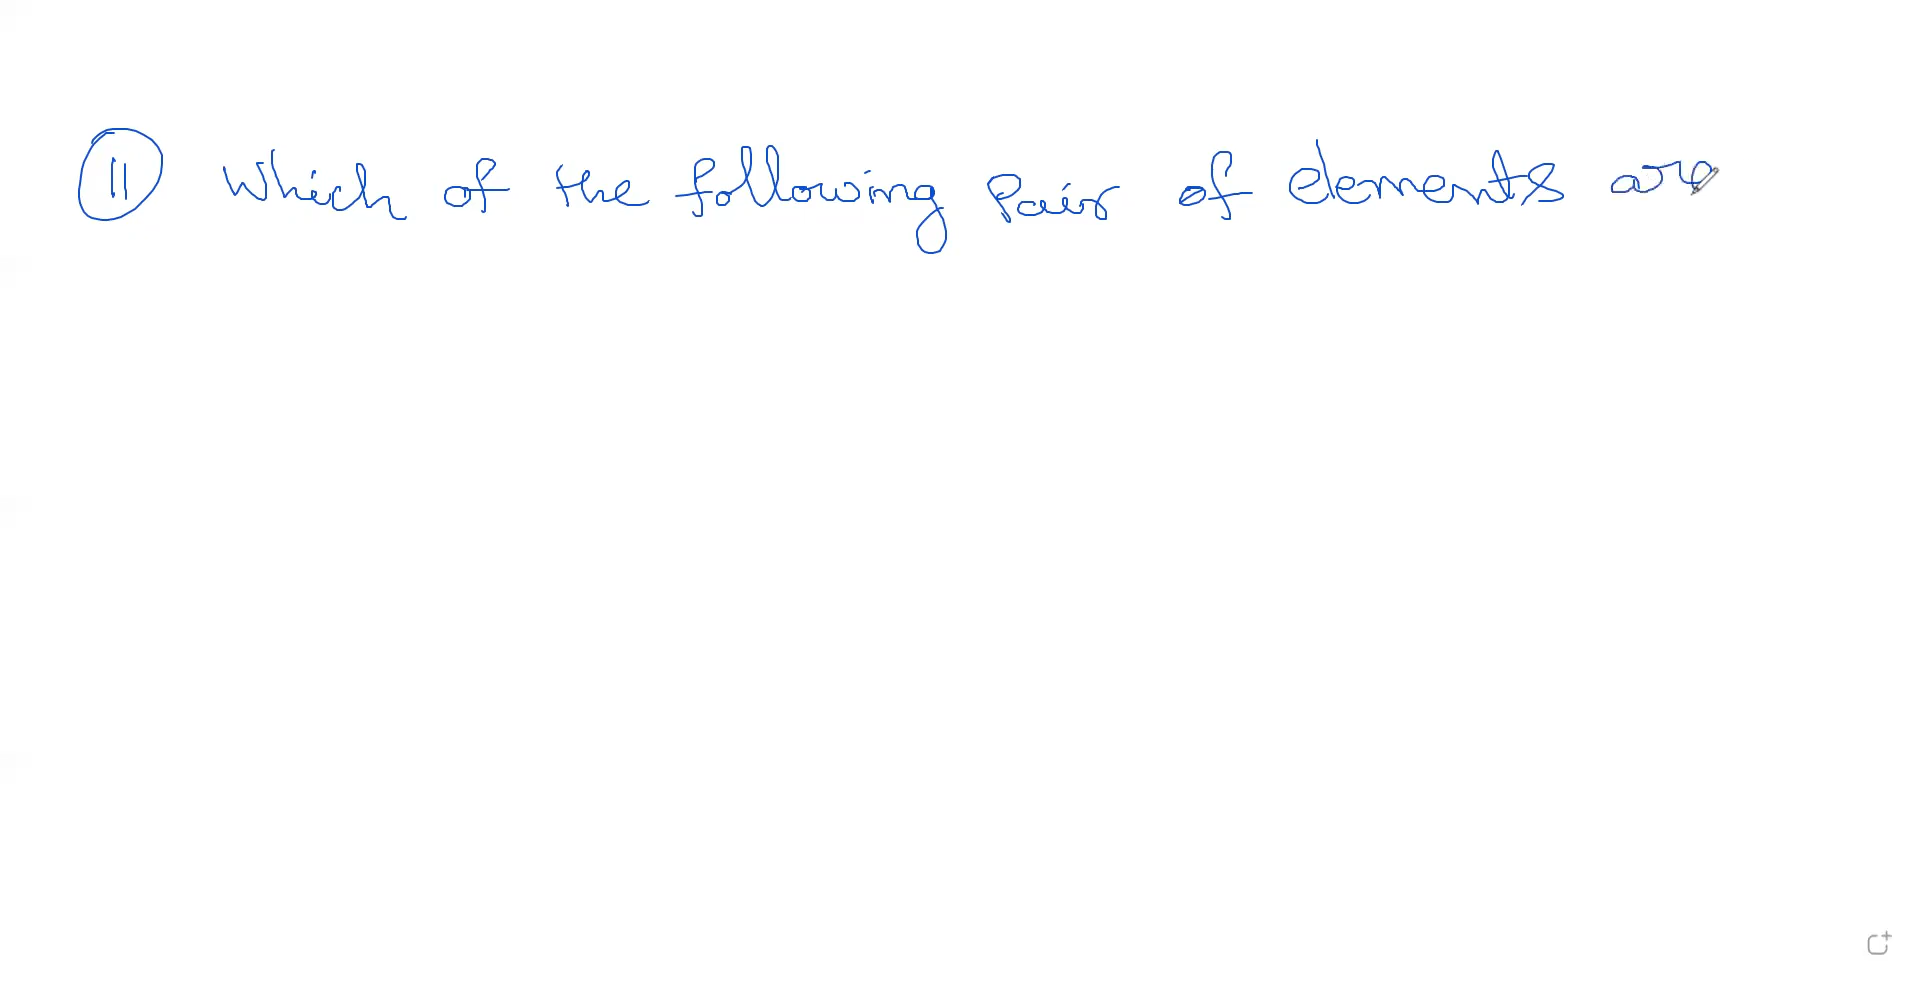 11 Which of the following Pair of elements are